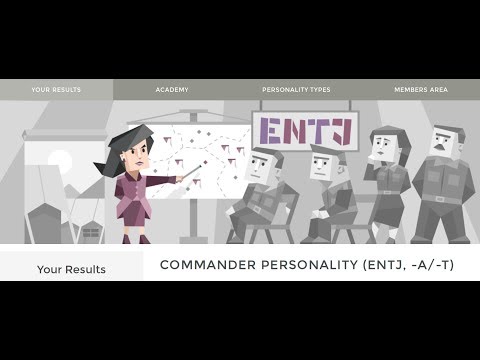 YOUR RESULTS
ACADEMY
PERSONALITY TYPES
MEMBERS AREA
ENTJ
Your Results
COMMANDER PERSONALITY (ENTJ, -A/-T)